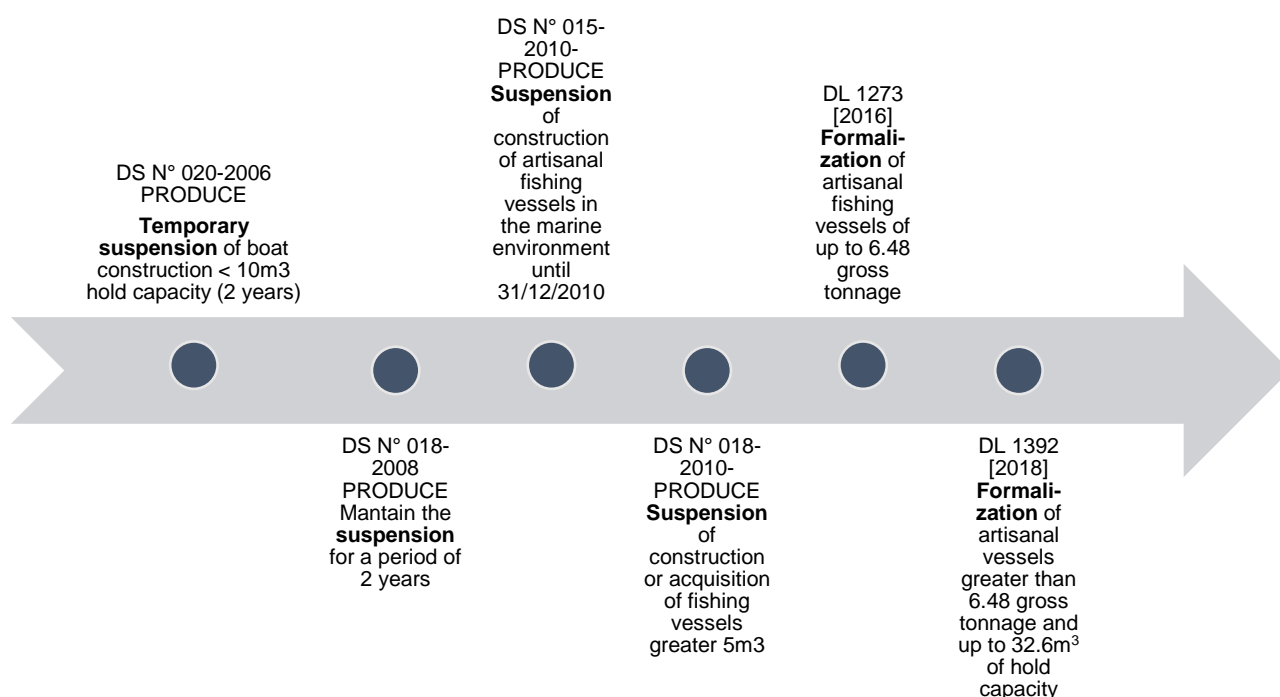 DS N° 020-2006
PRODUCE
Temporary
suspension of boat
construction < 10m3
hold capacity (2 years)
DS N° 018-
2008
PRODUCE
Mantain the
suspension
for a period of
2 years
DS N° 015-
2010-
PRODUCE
Suspension
of
construction
of artisanal
fishing
vessels in
the marine
environment
until
31/12/2010
DS N° 018-
2010-
PRODUCE
Suspension
of
construction
or acquisition
of fishing
vessels
greater 5m3
DL 1273
[2016]
Formali-
zation of
artisanal
fishing
vessels of
up to 6.48
gross
tonnage
DL 1392
[2018]
Formali-
zation of
artisanal
vessels
greater than
6.48 gross
tonnage and
up to 32.6m³
of hold
capacity